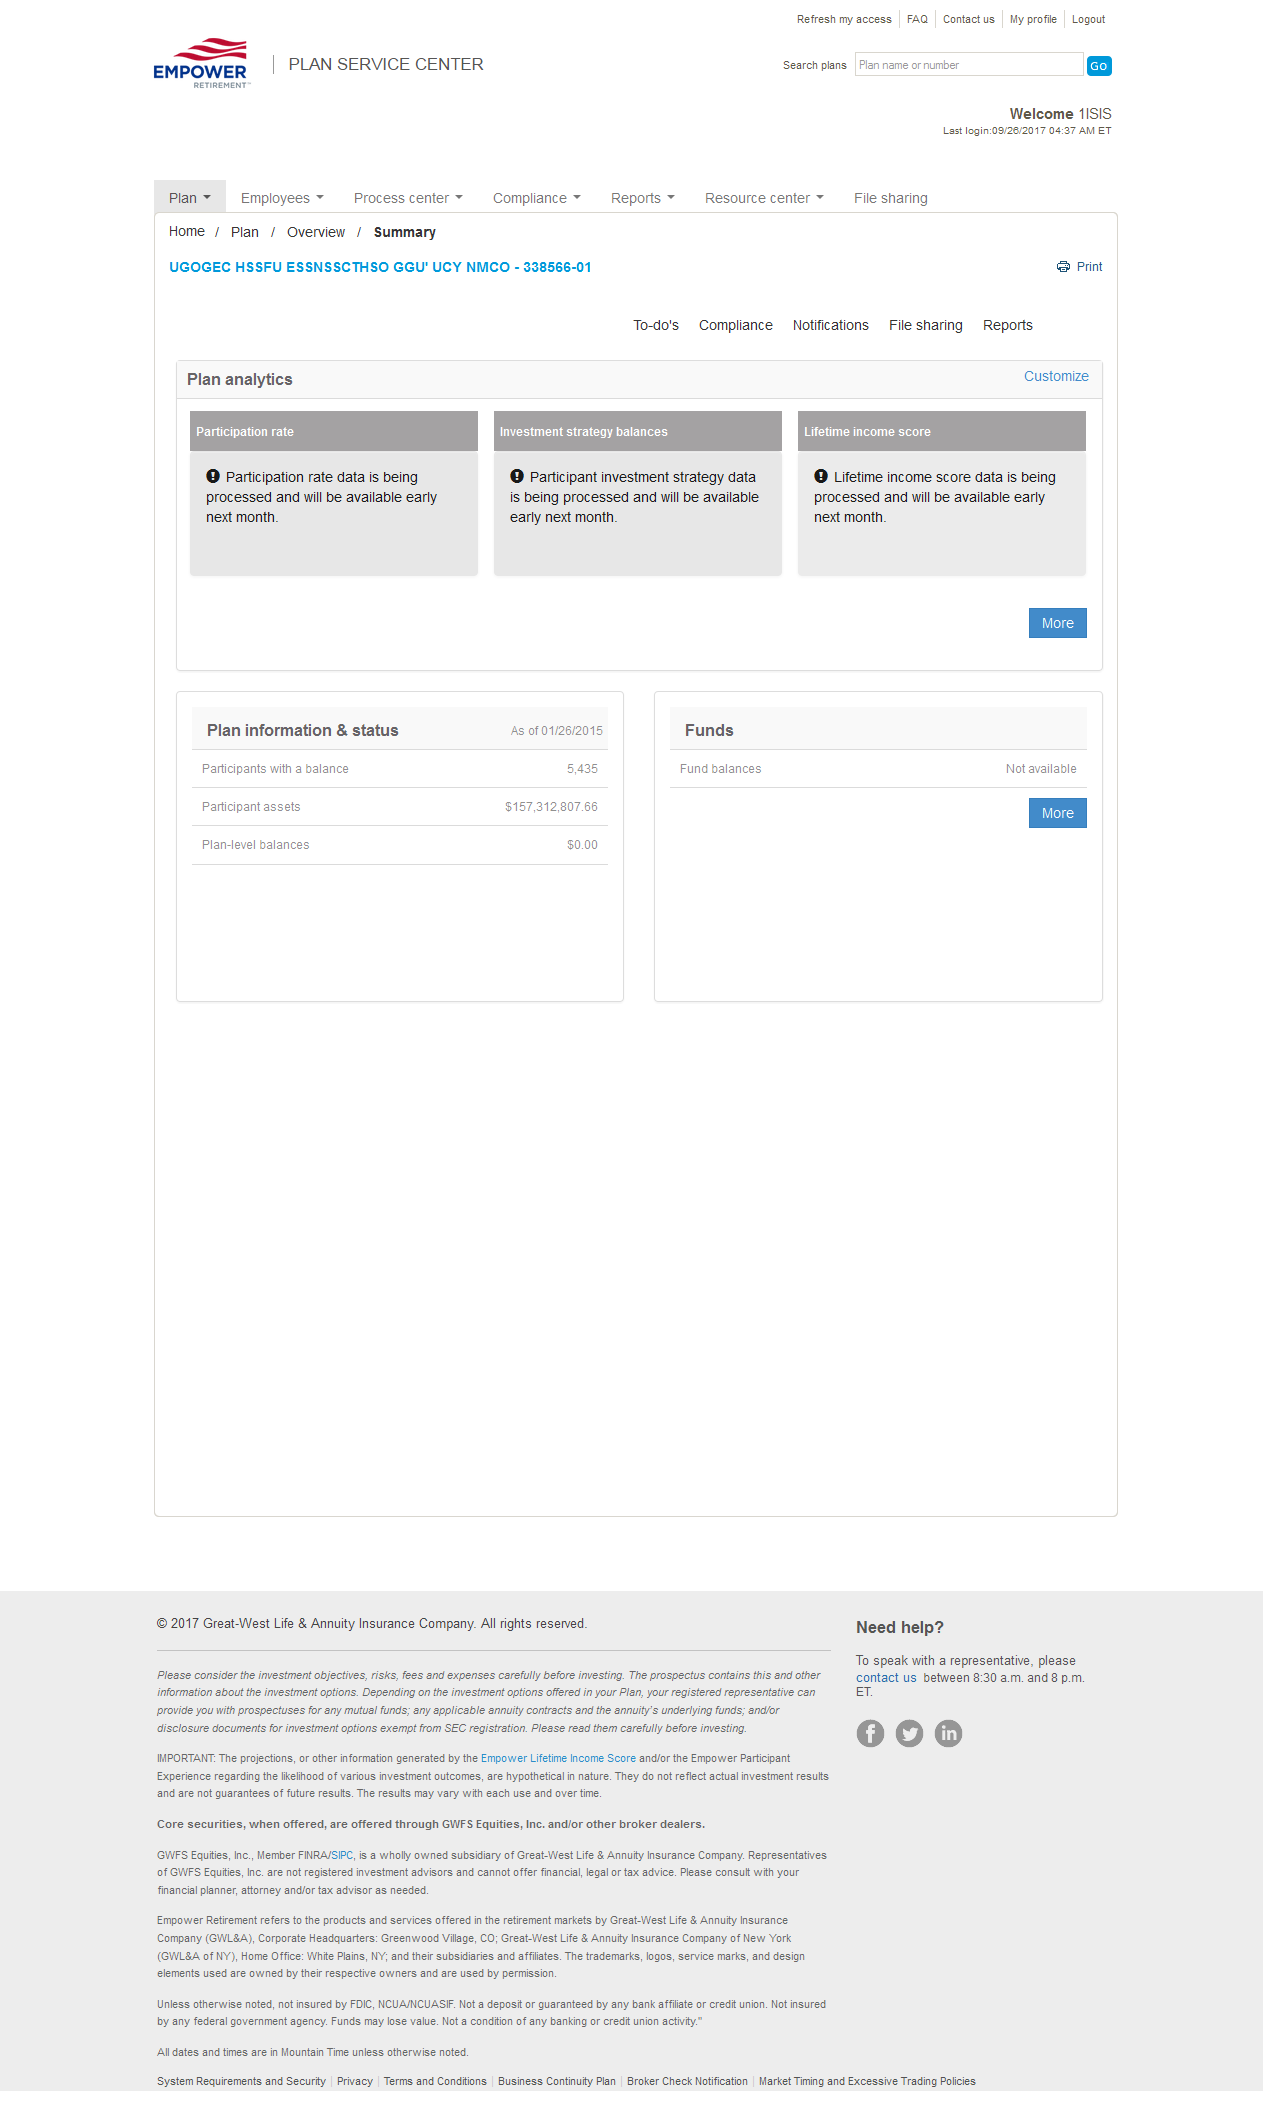 Refresh my access FAQ Contact us My profile Logout
EMPOWER
RETIREMENT™
PLAN SERVICE CENTER
Search plans Plan name or number Go
Welcome 1ISIS
Last login:09/26/2017 04:37 AM ET
Plan Employees Process center Compliance Reports Resource center File sharing
Home / Plan / Overview / Summary
UGOGEC HSSFU ESSNSSCTHSO GGU' UCY NMCO - 338566-01
Print
To-do's Compliance Notifications File sharing Reports
Plan analytics
Customize
Participation rate
Participation rate data is being
processed and will be available early
next month.
Investment strategy balances
Participant investment strategy data
is being processed and will be available
early next month.
Lifetime income score
Lifetime income score data is being
processed and will be available early
next month.
More
Plan information & status As of 01/26/2015
Participants with a balance 5,435
Participant assets $157,312,807.66
Plan-level balances $0.00
Funds
Fund balances Not available
More
© 2017 Great-West Life & Annuity Insurance Company. All rights reserved.
Please consider the investment objectives, risks, fees and expenses carefully before investing. The prospectus contains this and other
information about the investment options. Depending on the investment options offered in your Plan, your registered representative can
provide you with prospectuses for any mutual funds; any applicable annuity contracts and the annuity's underlying funds; and/or
disclosure documents for investment options exempt from SEC registration. Please read them carefully before investing.
IMPORTANT: The projections, or other information generated by the Empower Lifetime Income Score and/or the Empower Participant
Experience regarding the likelihood of various investment outcomes, are hypothetical in nature. They do not reflect actual investment results
and are not guarantees of future results. The results may vary with each use and over time.
Core securities, when offered, are offered through GWFS Equities, Inc. and/or other broker dealers.
GWFS Equities, Inc., Member FINRA/SIPC, is a wholly owned subsidiary of Great-West Life & Annuity Insurance Company. Representatives
of GWFS Equities, Inc. are not registered investment advisors and cannot offer financial, legal or tax advice. Please consult with your
financial planner, attorney and/or tax advisor as needed.
Empower Retirement refers to the products and services offered in the retirement markets by Great-West Life & Annuity Insurance
Company (GWL&A), Corporate Headquarters: Greenwood Village, CO; Great-West Life & Annuity Insurance Company of New York
(GWL&A of NY), Home Office: White Plains, NY; and their subsidiaries and affiliates. The trademarks, logos, service marks, and design
elements used are owned by their respective owners and are used by permission.
Unless otherwise noted, not insured by FDIC, NCUA/NCUASIF. Not a deposit or guaranteed by any bank affiliate or credit union. Not insured
by any federal government agency. Funds may lose value. Not a condition of any banking or credit union activity."
All dates and times are in Mountain Time unless otherwise noted.
System Requirements and Security Privacy Terms and Conditions Business Continuity Plan Broker Check Notification Market Timing and Excessive Trading Policies
Need help?
To speak with a representative, please
contact us between 8:30 a.m. and 8 p.m.
ET.